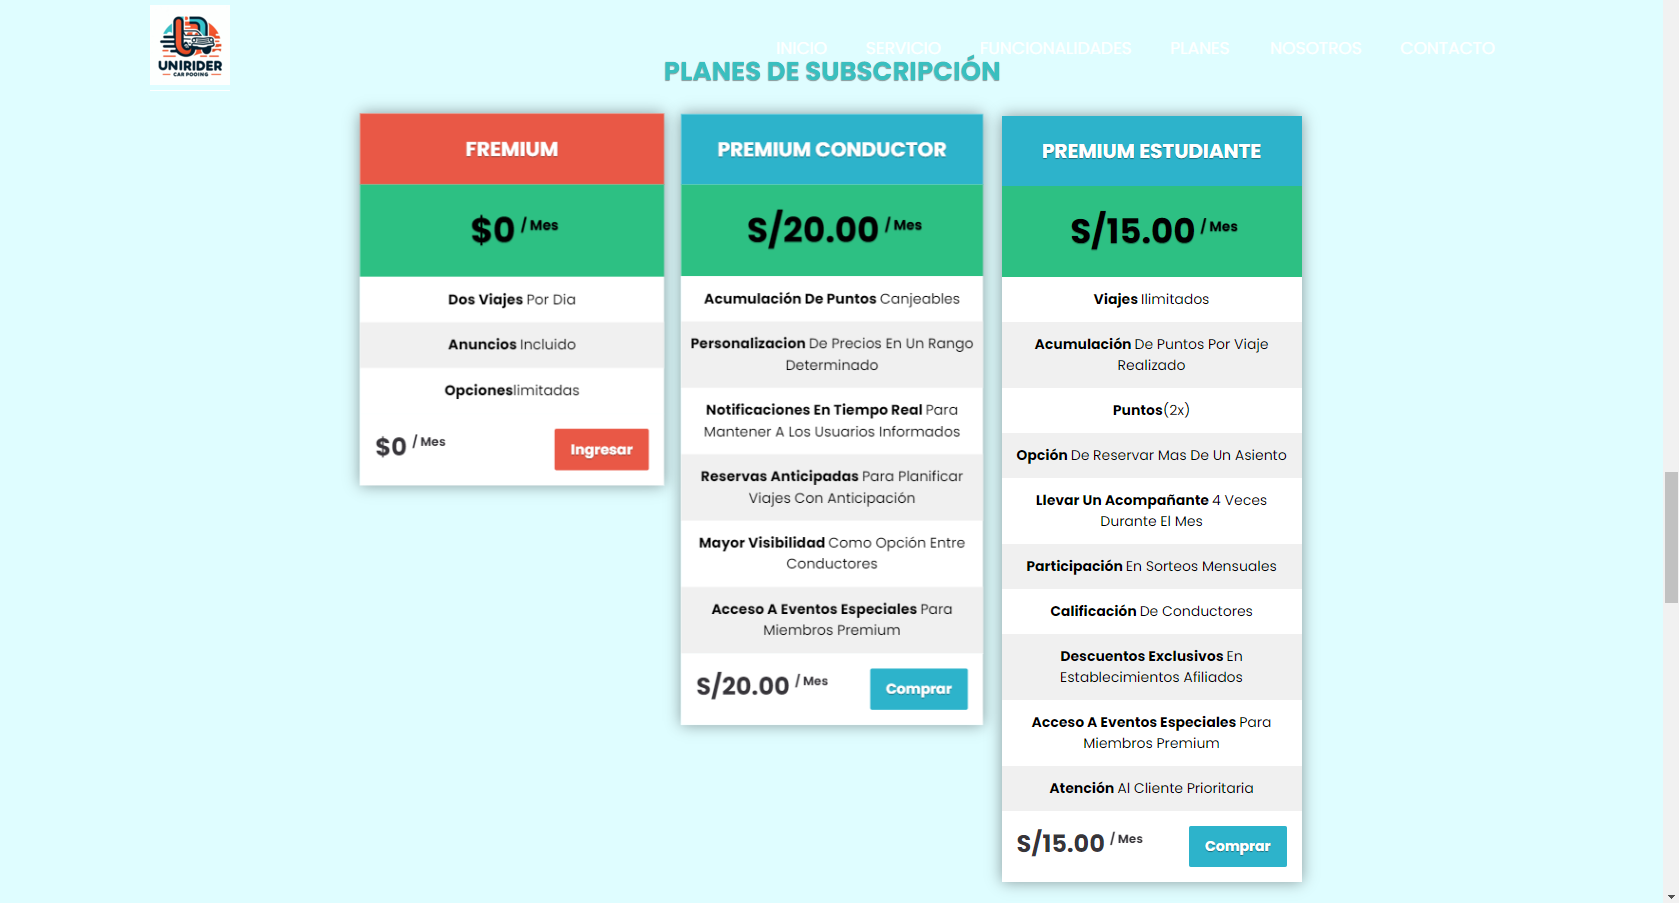 UNIRIDER
CAR POOING
INICIO
SERVICIO
FUNCIONALIDADES
PLANES
NOSOTROS
CONTACTO
PLANES DE SUBSCRIPCIÓN
FREMIUM
$0 / Mes
Dos Viajes Por Dia
Anuncios Incluido
Opcioneslimitadas
$0 / Mes
Ingresar
PREMIUM CONDUCTOR
S/20.00 / Mes
Acumulación De Puntos Canjeables
Personalizacion De Precios En Un Rango
Determinado
Notificaciones En Tiempo Real Para
Mantener A Los Usuarios Informados
Reservas Anticipadas Para Planificar
Viajes Con Anticipación
Mayor Visibilidad Como Opción Entre
Conductores
Acceso A Eventos Especiales Para
Miembros Premium
S/20.00 / Mes
Comprar
PREMIUM ESTUDIANTE
S/15.00 / Mes
Viajes Ilimitados
Acumulación De Puntos Por Viaje
Realizado
Puntos(2x)
Opción De Reservar Mas De Un Asiento
Llevar Un Acompañante 4 Veces
Durante El Mes
Participación En Sorteos Mensuales
Calificación De Conductores
Descuentos Exclusivos En
Establecimientos Afiliados
Acceso A Eventos Especiales Para
Miembros Premium
Atención Al Cliente Prioritaria
S/15.00 / Mes
Comprar